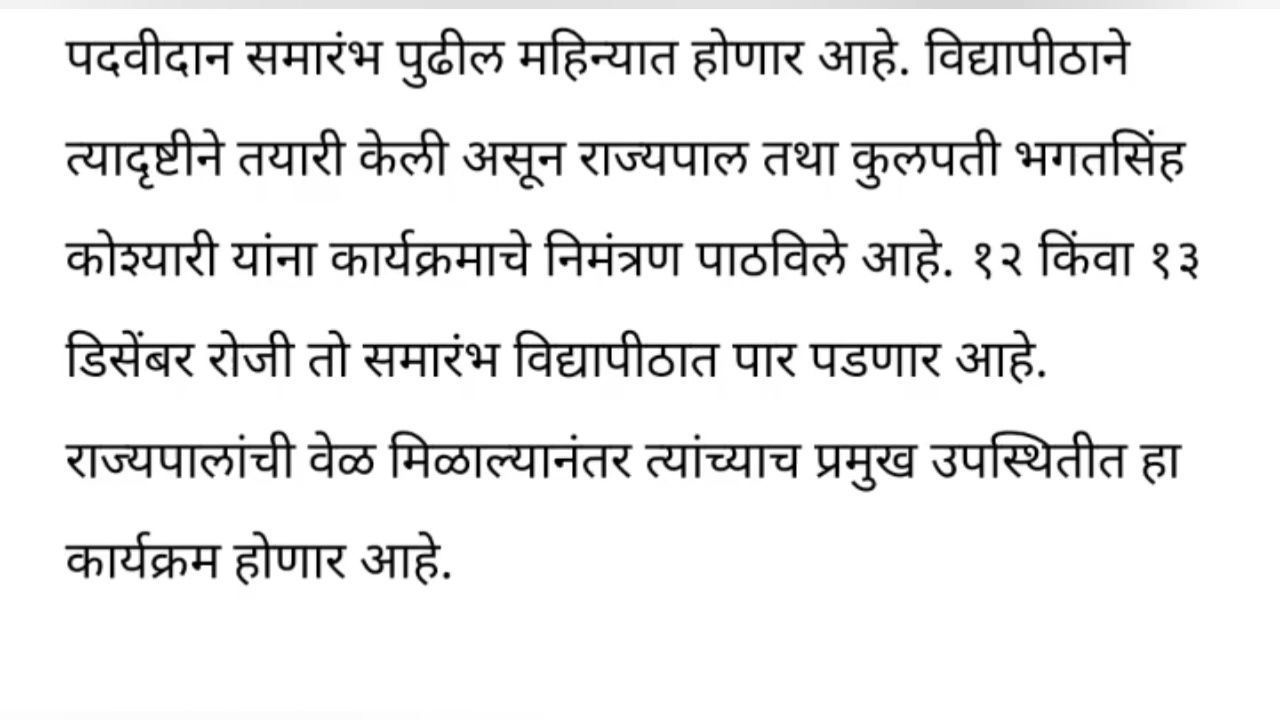 पदवीदान समारंभ पुढील महिन्यात होणार आहे. विद्यापीठाने
त्यादृष्टीने तयारी केली असून राज्यपाल तथा कुलपती भगतसिंह
कोश्यारी यांना कार्यक्रमाचे निमंत्रण पाठविले आहे. १२ किंवा १३
डिसेंबर रोजी तो समारंभ विद्यापीठात पार पडणार आहे.
राज्यपालांची वेळ मिळाल्यानंतर त्यांच्याच प्रमुख उपस्थितीत हा
कार्यक्रम होणार आहे.